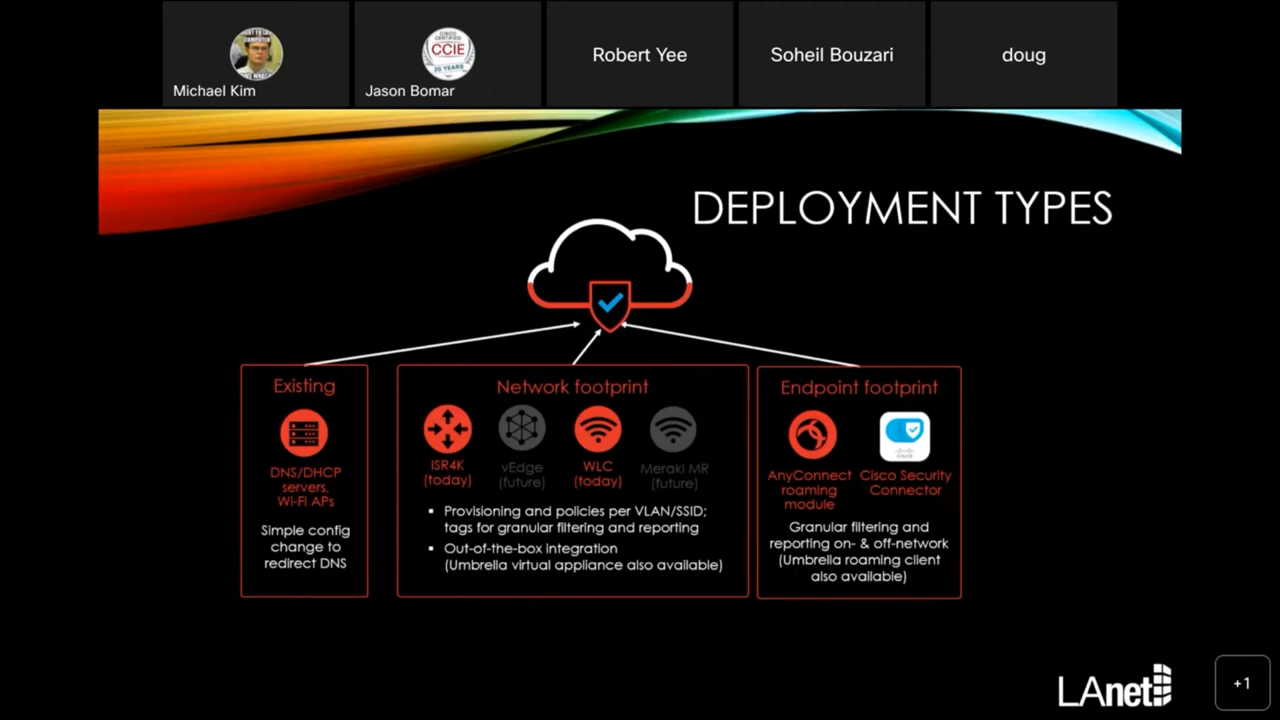 Michael Kim
Jason Bomar
CCIE
20 YEARS
Robert Yee
Soheil Bouzari
doug
DEPLOYMENT TYPES
Existing
DNS/DHCP
servers,
Wi-Fi APs
Simple config
change to
redirect DNS
Network footprint
ISR4K
(today)
vEdge
(future)
WLC
(today)
Meraki MR
(future)
▪ Provisioning and policies per VLAN/SSID;
tags for granular filtering and reporting
▪ Out-of-the-box integration
(Umbrella virtual appliance also available)
Endpoint footprint
AnyConnect
roaming
module
Cisco Security
Connector
Granular filtering and
reporting on- & off-network
(Umbrella roaming client
also available)
LAnet
+1